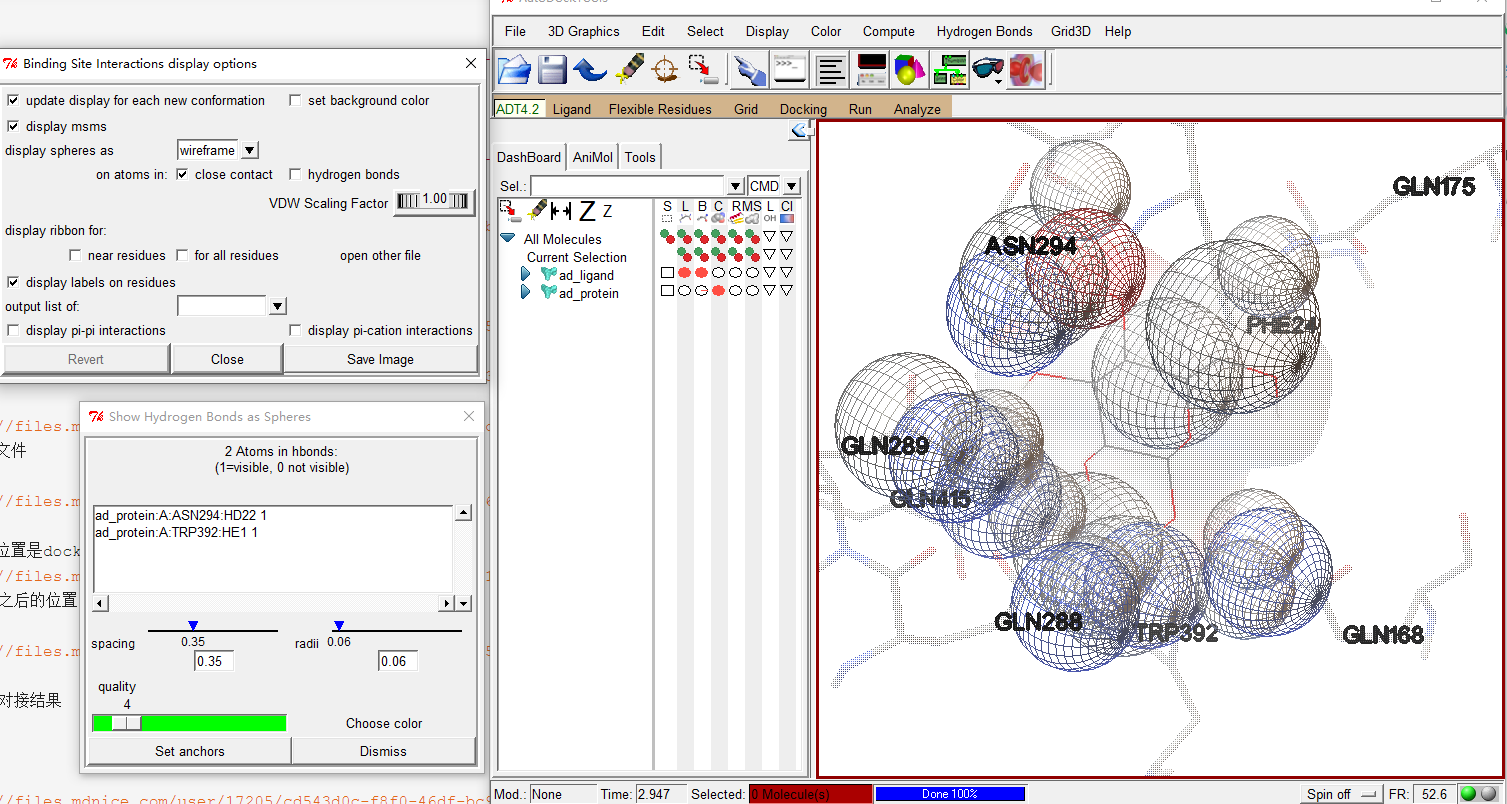 AutoDockTools
File 3D Graphics Edit Select Display Color Compute Hydrogen Bonds Grid3D Help
ADT4.2 Ligand Flexible Residues Grid Docking Run Analyze
Binding Site Interactions display options
update display for each new conformation set background color
display msms
display spheres as wireframe
on atoms in: close contact hydrogen bonds
VDW Scaling Factor 1.00
display ribbon for:
near residues for all residues open other file
display labels on residues
output list of:
display pi-pi interactions display pi-cation interactions
Revert Close Save Image
//files.m
文件
//files.m
位置是dock
//files.m
之后的位置
//files.m
对接结果
//files.mdnice.com/user/17205/cd543d0c-f8f0-46df-bc9
Show Hydrogen Bonds as Spheres
2 Atoms in hbonds:
(1=visible, 0 not visible)
ad_protein:A:ASN294:HD22 1
ad_protein:A:TRP392:HE1 1
spacing 0.35 radii 0.06
0.35 0.06
quality
4
Choose color
Set anchors Dismiss
DashBoard AniMol Tools
Sel.: CMD
Z Z S L B C R MS L Cl
OH
All Molecules
Current Selection
ad_ligand
ad_protein
GLN175
ASN294
PHE24
GLN289
GLN415
GLN288
TRP392
GLN168
Mod.: None Time: 2.947 Selected: 0 Molecule(s) Done 100% Spin off FR: 52.6